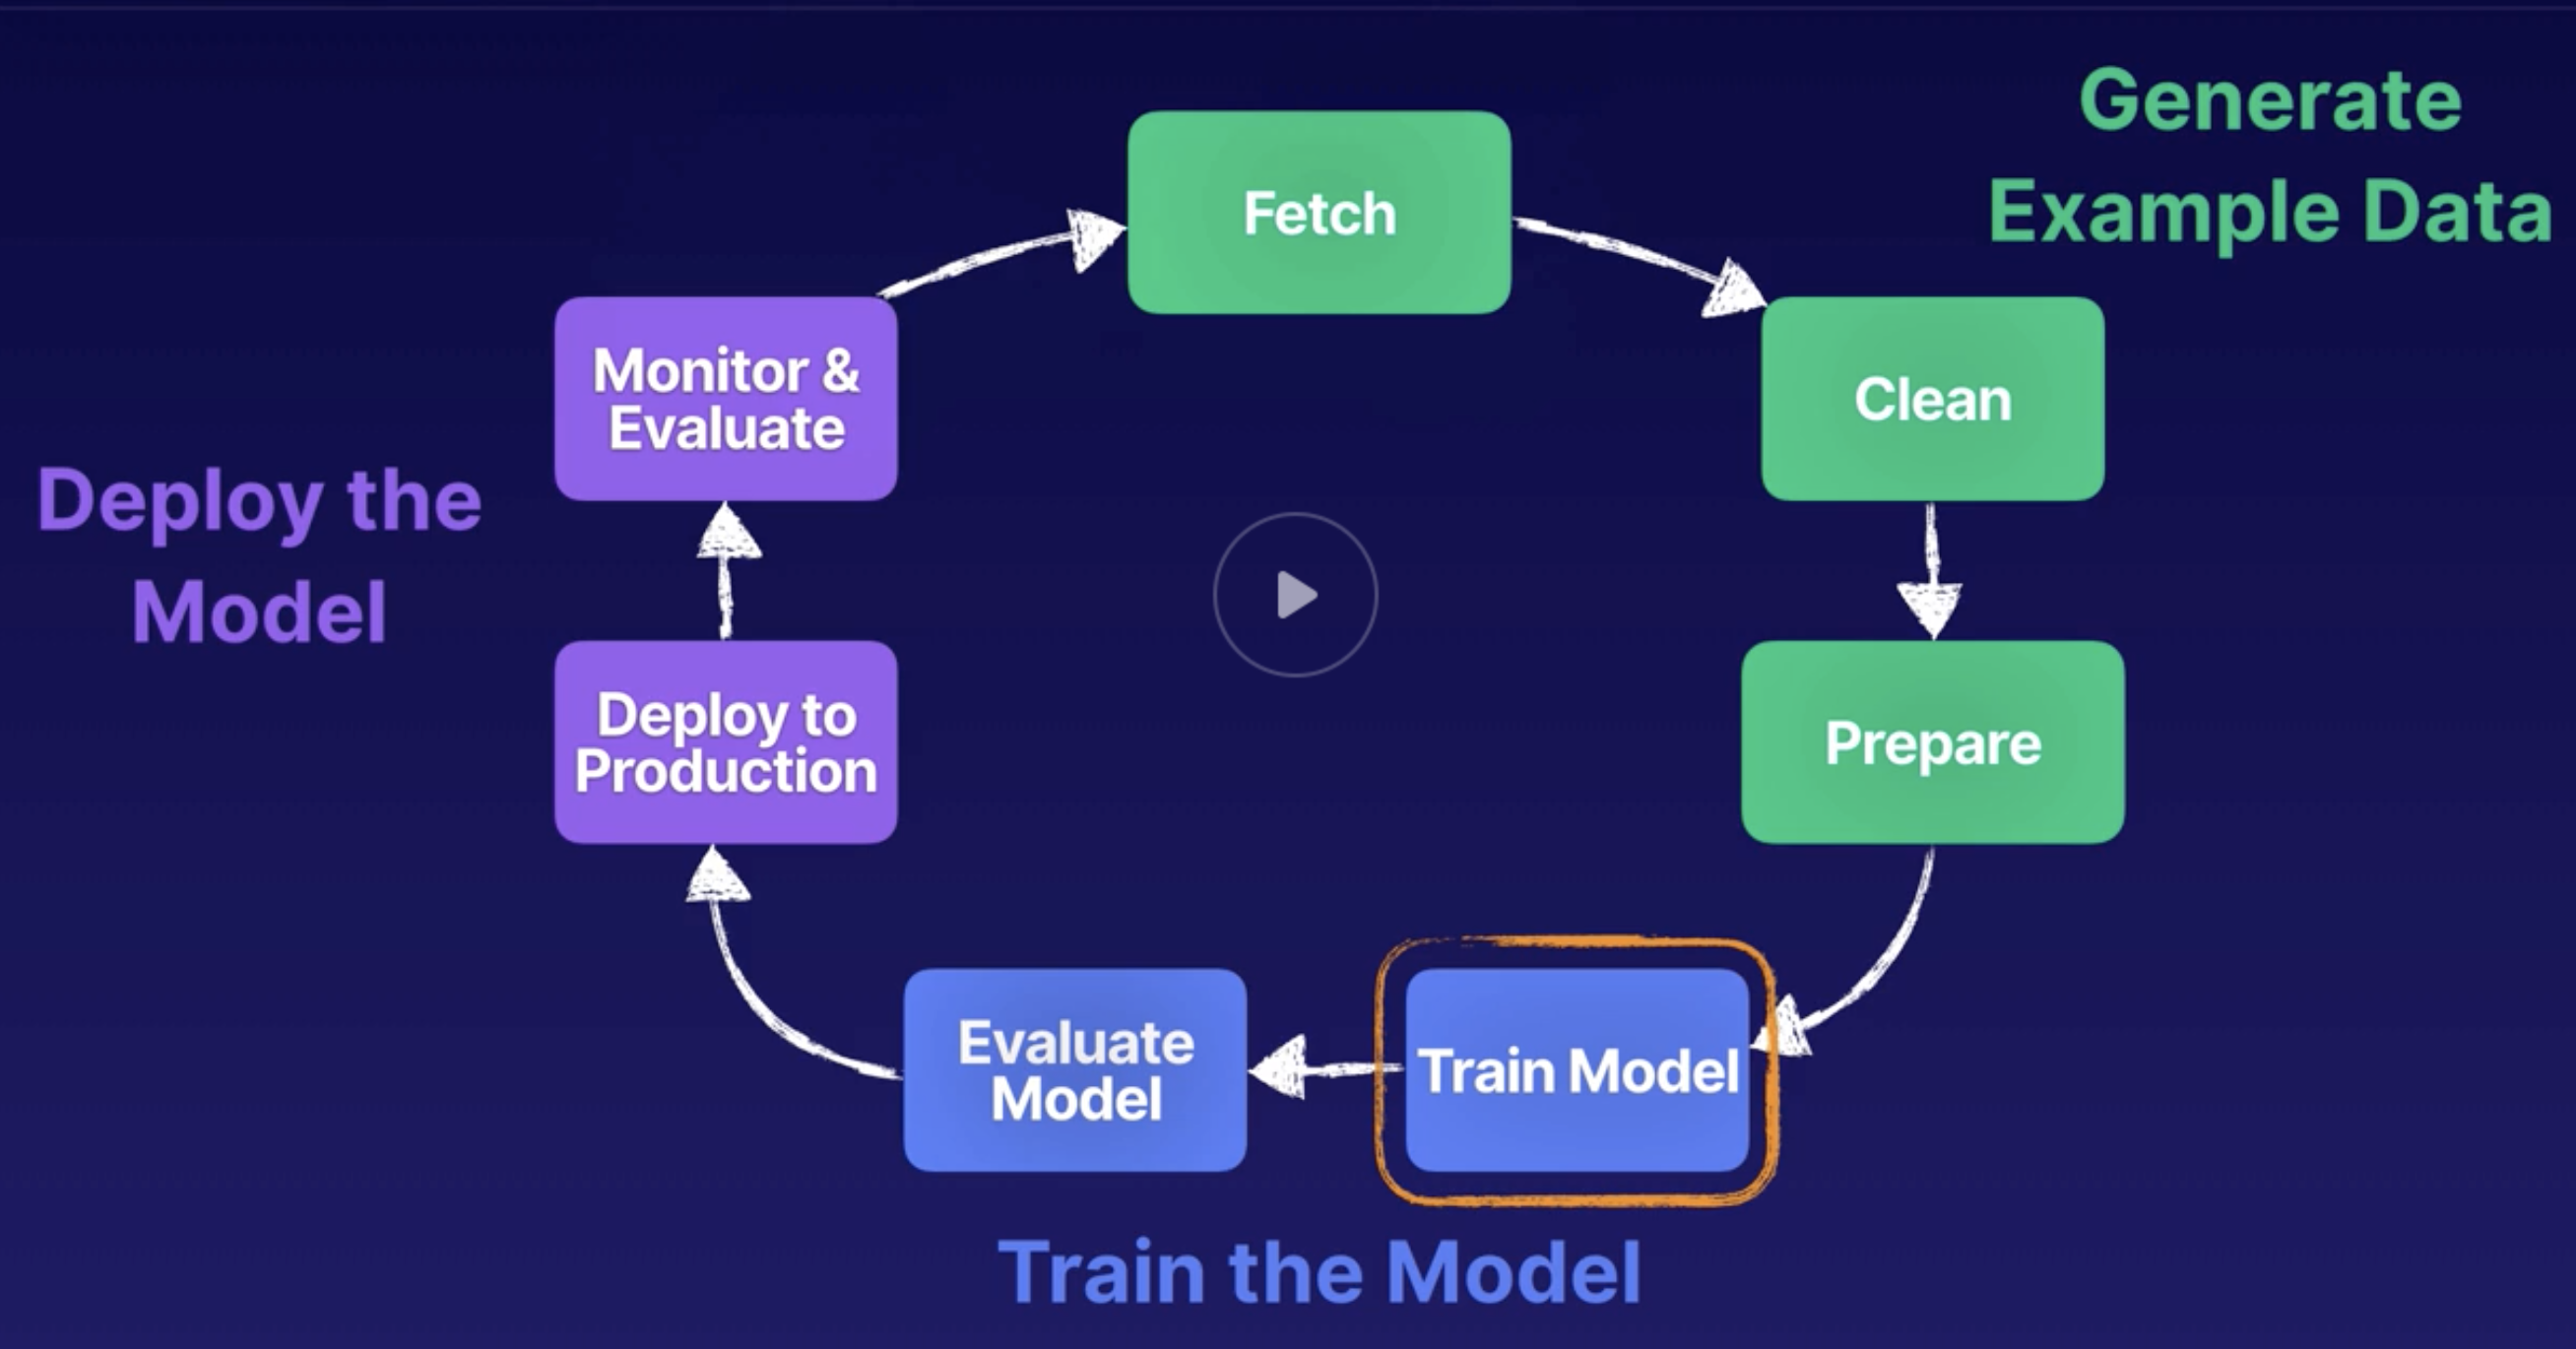 Generate
Example Data
Fetch
Clean
Prepare
Train Model
Evaluate
Model
Train the Model
Deploy to
Production
Monitor &
Evaluate
Deploy the
Model